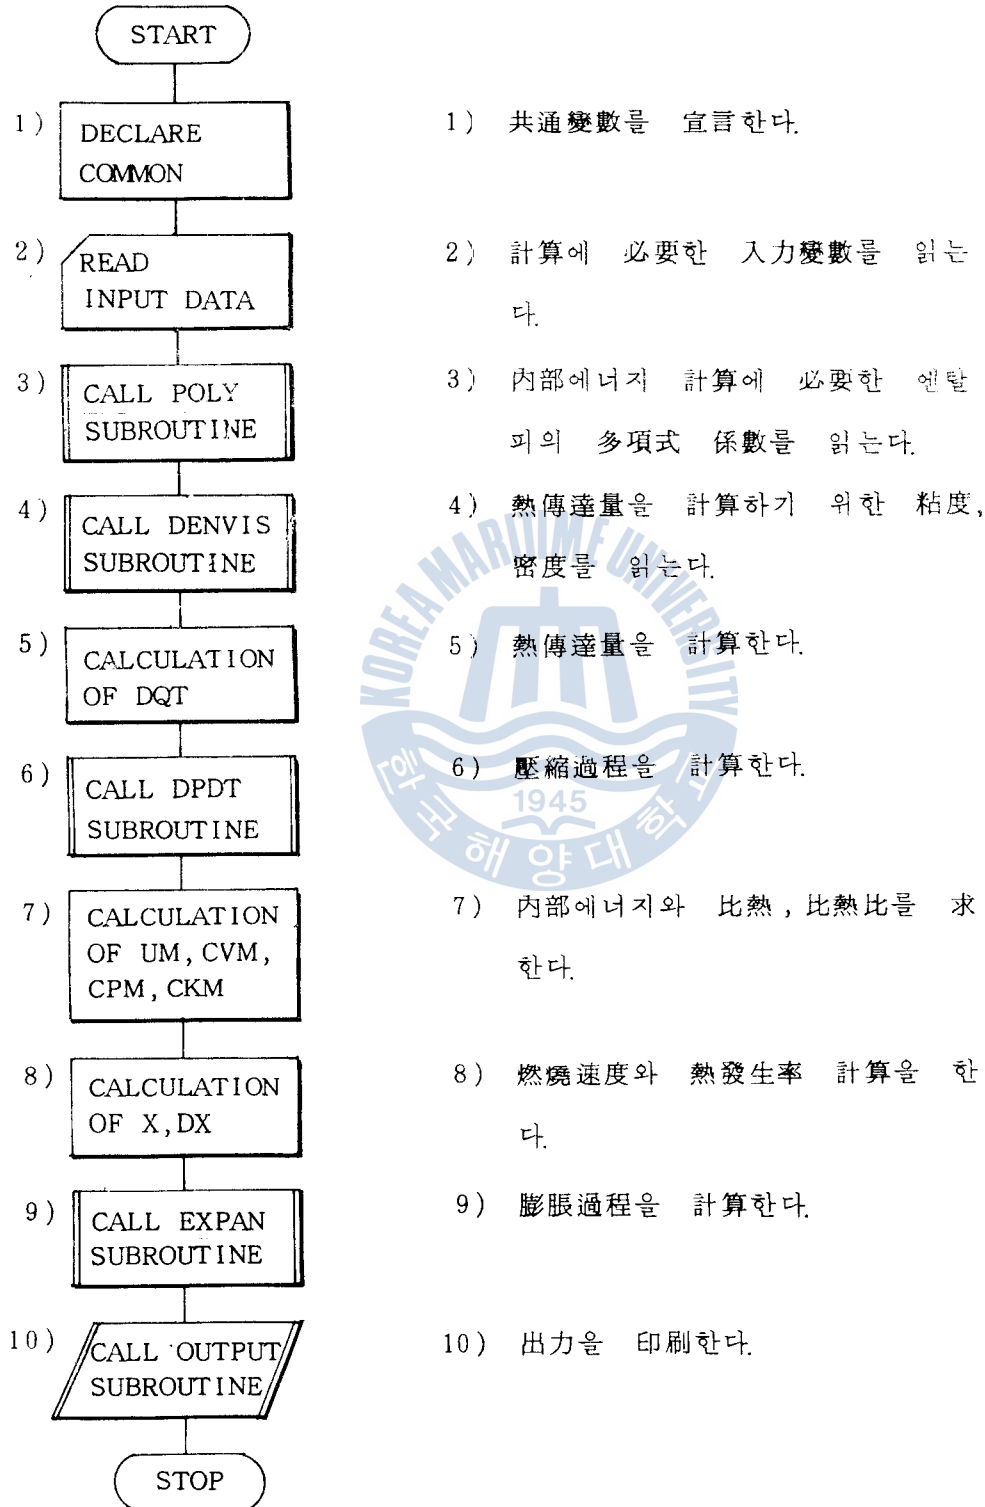 START
1)
DECLARE
COMMON
1) 共通變數를 宣言한다.
2)
READ
INPUT DATA
2) 計算에 必要한 入力變數를 읽는
다.
3)
CALL POLY
SUBROUTINE
3) 內部에너지 計算에 必要한 엔탈
피의 多項式 係數를 읽는다.
4)
CALL DENVIS
SUBROUTINE
4) 熱傳達量을 計算하기 위한 粘度,
密度를 읽는다.
5)
CALCULATION
OF DQT
5) 熱傳達量을 計算한다.
6)
CALL DPDT
SUBROUTINE
6) 壓縮過程을 計算한다.
7)
CALCULATION
OF UM, CVM,
CPM, CKM
7) 內部에너지와 比熱, 比熱比를 求
한다.
8)
CALCULATION
OF X, DX
8) 燃燒速度와 熱發生率 計算을 한
다.
9)
CALL EXPAN
SUBROUTINE
9) 膨脹過程을 計算한다.
10)
CALL OUTPUT
SUBROUTINE
10) 出力을 印刷한다.
STOP
KOREA MARITIME UNIVERSITY
1945
한국해양대학교